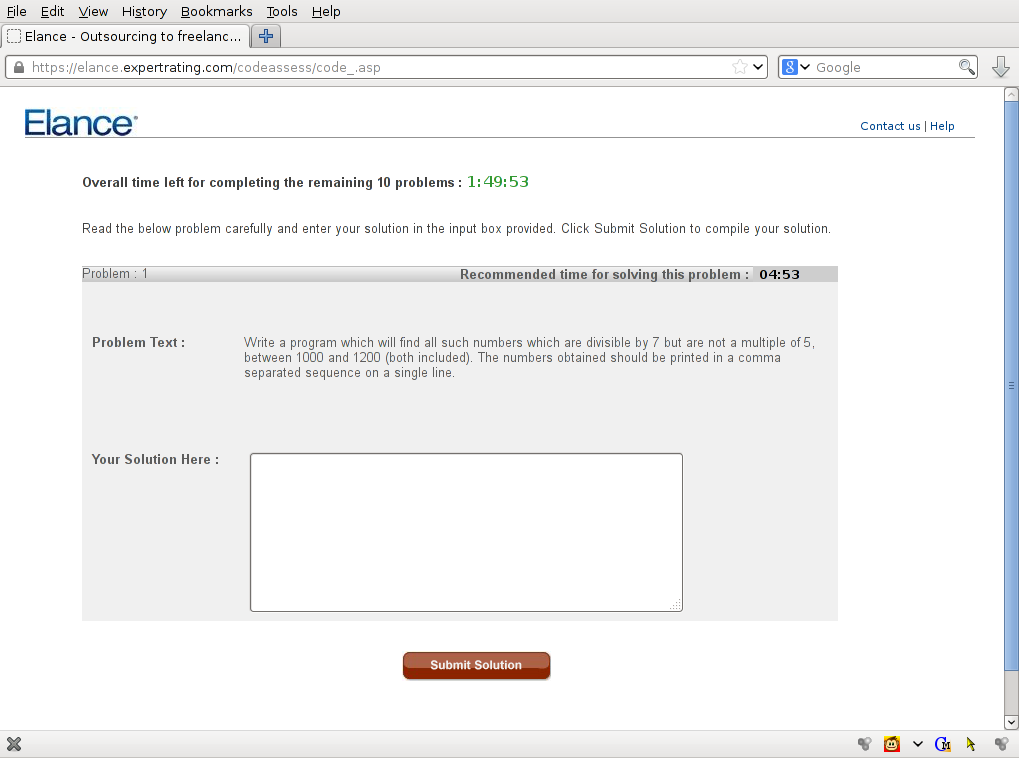 File Edit View History Bookmarks Tools Help
Elance - Outsourcing to freelanc...
https://elance.expertrating.com/codeassess/code_.asp
8 Google
Elance
Contact us | Help
Overall time left for completing the remaining 10 problems : 1:49:53
Read the below problem carefully and enter your solution in the input box provided. Click Submit Solution to compile your solution.
Problem : 1 Recommended time for solving this problem : 04:53
Problem Text : Write a program which will find all such numbers which are divisible by 7 but are not a multiple of 5,
between 1000 and 1200 (both included). The numbers obtained should be printed in a comma
separated sequence on a single line.
Your Solution Here :
Submit Solution